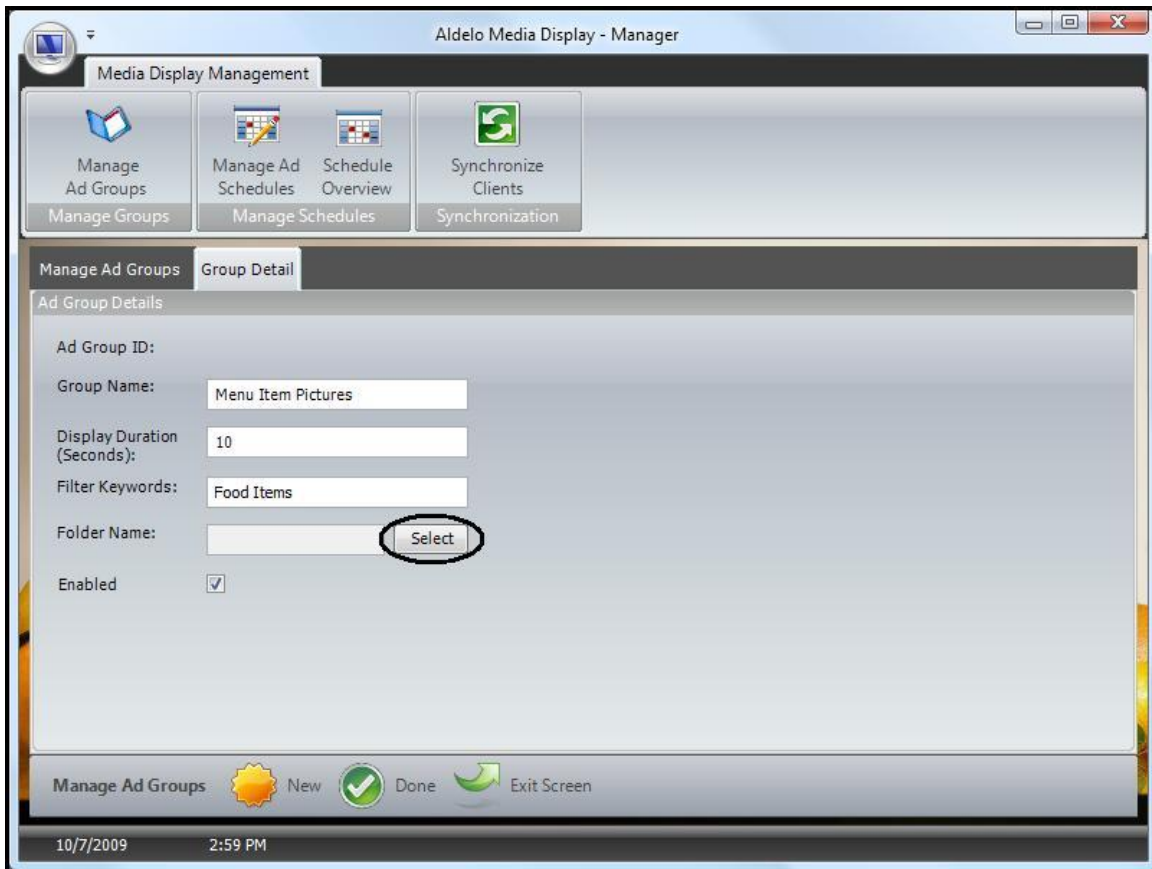 Aldelo Media Display - Manager
Media Display Management
Manage
Ad Groups
Manage Ad
Schedules
Schedule
Overview
Synchronize
Clients
Manage Groups
Manage Schedules
Synchronization
Manage Ad Groups
Group Detail
Ad Group Details
Ad Group ID:
Group Name:
Menu Item Pictures
Display Duration
(Seconds):
10
Filter Keywords:
Food Items
Folder Name:
Select
Enabled
Manage Ad Groups
New
Done
Exit Screen
10/7/2009
2:59 PM